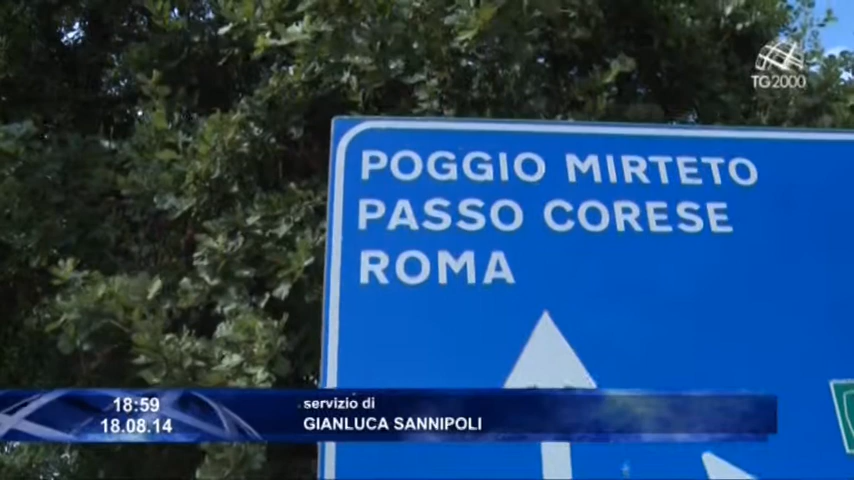 TG2000
POGGIO MIRTETO
PASSO CORESE
ROMA
18:59
18.08.14
servizio di
GIANLUCA SANNIPOLI